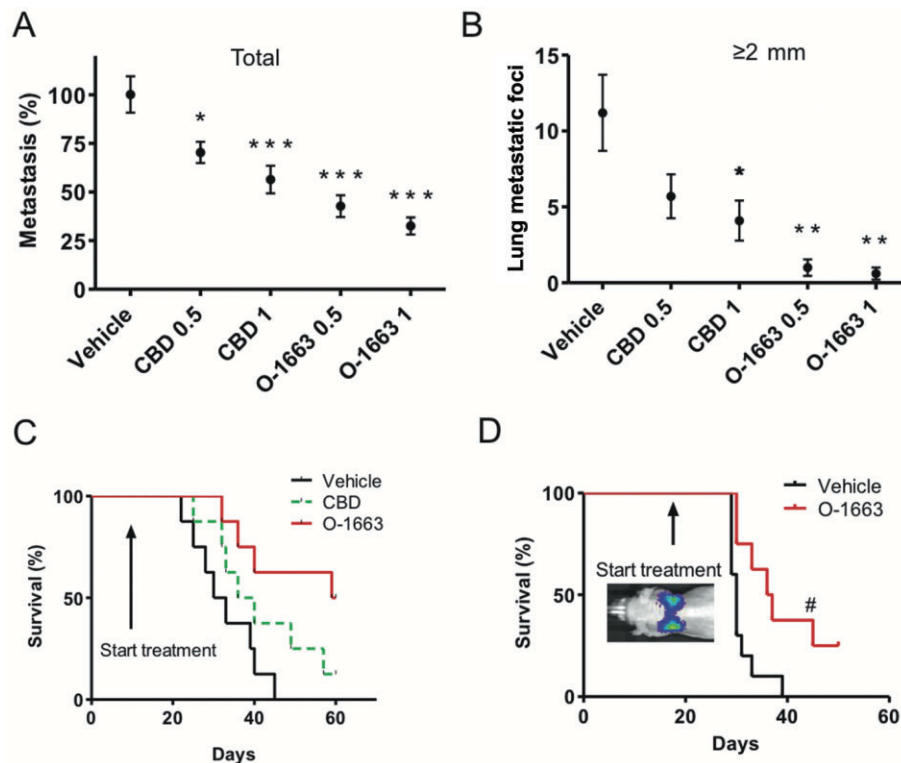 A
Total
Metastasis (%)
100
75
50
25
0
*
***
***
***
Vehicle
CBD 0.5
CBD 1
O-1663 0.5
O-1663 1
B
≥2 mm
Lung metastatic foci
15
10
5
0
*
**
**
Vehicle
CBD 0.5
CBD 1
O-1663 0.5
O-1663 1
C
Vehicle
CBD
O-1663
Survival (%)
100
50
0
Start treatment
0 20 40 60
Days
D
Vehicle
O-1663
Survival (%)
100
50
0
Start treatment
#
0 20 40 60
Days